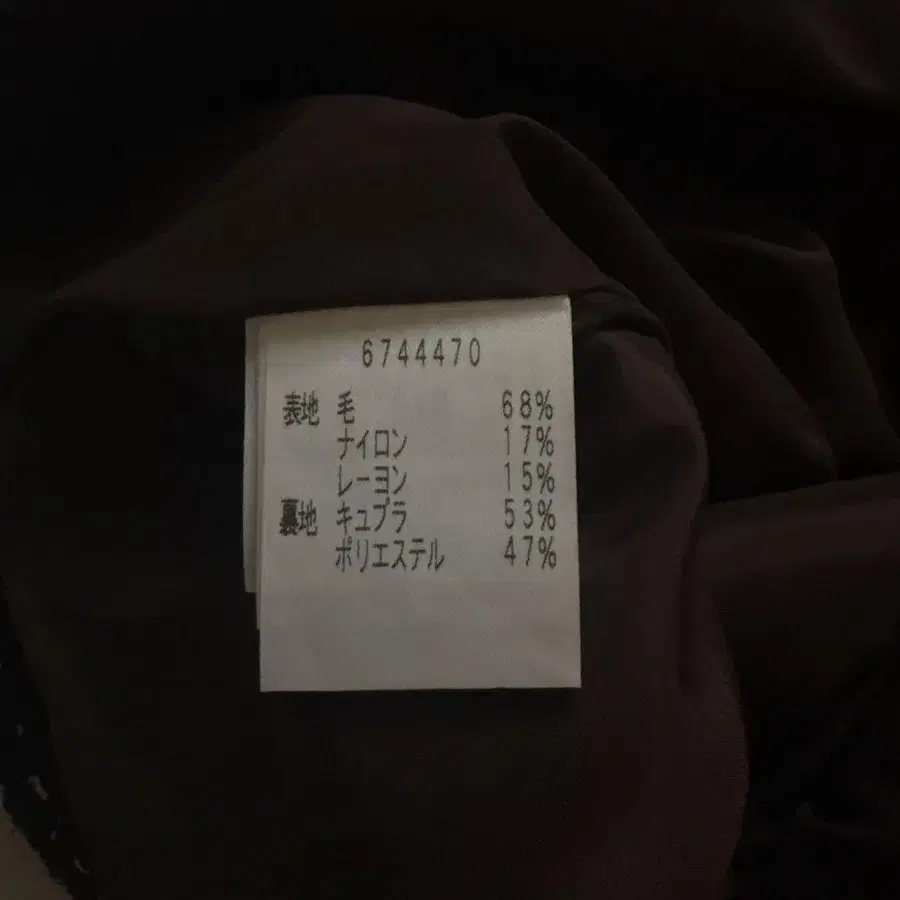 6744470
表地 毛 68%
ナイロン 17%
レーヨン 15%
裏地 キュプラ 53%
ポリエステル 47%